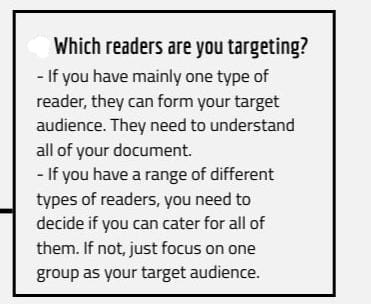 Which readers are you targeting?
- If you have mainly one type of
reader, they can form your target
audience. They need to understand
all of your document.
- If you have a range of different
types of readers, you need to
decide if you can cater for all of
them. If not, just focus on one
group as your target audience.